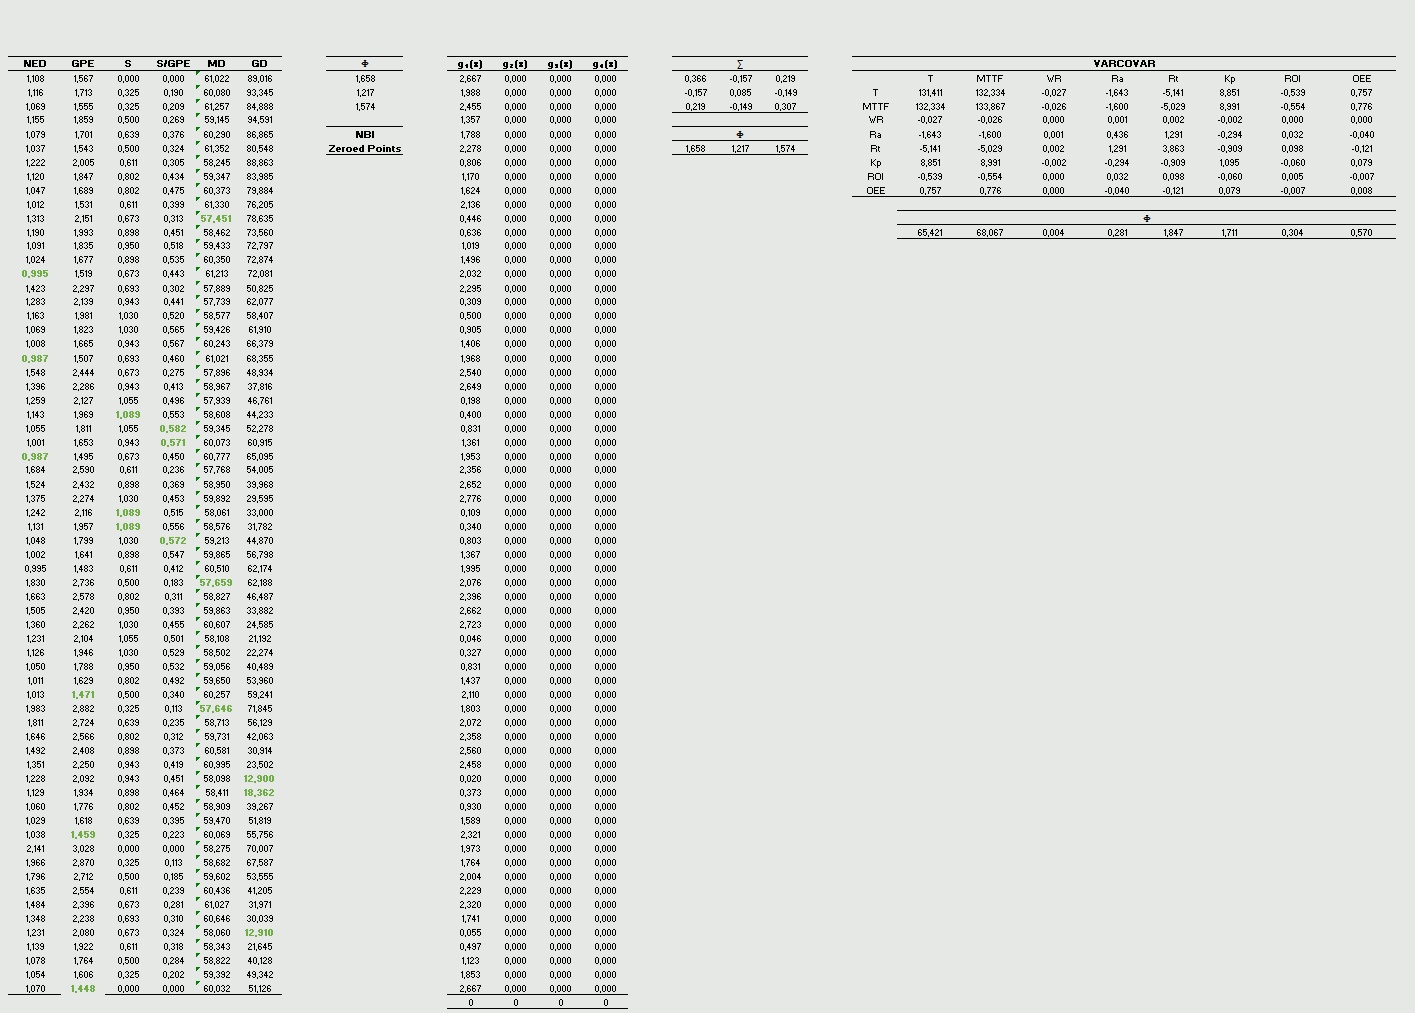 NED GPE S S/GPE MD GD Φ g₁(x) g₂(x) g₃(x) g₄(x) Σ VARCOVAR
1,108 1,567 0,000 0,000 61,022 89,016 1,658 2,667 0,000 0,000 0,000 0,366 -0,157 0,219 T MTTF WR Ra Rt Kp ROI OEE
1,116 1,713 0,325 0,190 60,080 93,345 1,217 1,988 0,000 0,000 0,000 -0,157 0,085 -0,149 T 131,411 132,334 -0,027 -1,643 -5,141 8,851 -0,539 0,757
1,069 1,555 0,325 0,209 61,257 84,888 1,574 2,455 0,000 0,000 0,000 0,219 -0,149 0,307 MTTF 132,334 133,867 -0,026 -1,600 -5,029 8,991 -0,554 0,776
1,155 1,859 0,500 0,269 59,145 94,591 1,357 0,000 0,000 0,000 WR -0,027 -0,026 0,000 0,001 0,002 -0,002 0,000 0,000
1,079 1,701 0,639 0,376 60,290 86,865 NBI 1,788 0,000 0,000 0,000 Φ Ra -1,643 -1,600 0,001 0,436 1,291 -0,294 0,032 -0,040
1,037 1,543 0,500 0,324 61,352 80,548 Zeroed Points 2,278 0,000 0,000 0,000 1,658 1,217 1,574 Rt -5,141 -5,029 0,002 1,291 3,863 -0,909 0,098 -0,121
1,222 2,005 0,611 0,305 58,245 88,863 0,806 0,000 0,000 0,000 Kp 8,851 8,991 -0,002 -0,294 -0,909 1,095 -0,060 0,079
1,120 1,847 0,802 0,434 59,347 83,985 1,170 0,000 0,000 0,000 ROI -0,539 -0,554 0,000 0,032 0,098 -0,060 0,005 -0,007
1,047 1,689 0,802 0,475 60,373 79,884 1,624 0,000 0,000 0,000 OEE 0,757 0,776 0,000 -0,040 -0,121 0,079 -0,007 0,008
1,012 1,531 0,611 0,399 61,330 76,205 2,136 0,000 0,000 0,000
1,313 2,151 0,673 0,313 57,451 78,635 0,446 0,000 0,000 0,000 Φ
1,190 1,993 0,898 0,451 58,462 73,560 0,636 0,000 0,000 0,000 65,421 68,067 0,004 0,281 1,847 1,711 0,304 0,570
1,091 1,835 0,950 0,518 59,433 72,797 1,019 0,000 0,000 0,000
1,024 1,677 0,898 0,535 60,350 72,874 1,496 0,000 0,000 0,000
0,995 1,519 0,673 0,443 61,213 72,081 2,032 0,000 0,000 0,000
1,423 2,297 0,693 0,302 57,889 50,825 2,295 0,000 0,000 0,000
1,283 2,139 0,943 0,441 57,739 62,077 0,309 0,000 0,000 0,000
1,163 1,981 1,030 0,520 58,577 58,407 0,500 0,000 0,000 0,000
1,069 1,823 1,030 0,565 59,426 61,910 0,905 0,000 0,000 0,000
1,008 1,665 0,943 0,567 60,243 66,379 1,406 0,000 0,000 0,000
0,987 1,507 0,693 0,460 61,021 68,355 1,968 0,000 0,000 0,000
1,548 2,444 0,673 0,275 57,896 48,934 2,540 0,000 0,000 0,000
1,396 2,286 0,943 0,413 58,967 37,816 2,649 0,000 0,000 0,000
1,259 2,127 1,055 0,496 57,939 46,761 0,198 0,000 0,000 0,000
1,143 1,969 1,089 0,553 58,608 44,233 0,400 0,000 0,000 0,000
1,055 1,811 1,055 0,582 59,345 52,278 0,831 0,000 0,000 0,000
1,001 1,653 0,943 0,571 60,073 60,915 1,361 0,000 0,000 0,000
0,987 1,495 0,673 0,450 60,777 65,095 1,953 0,000 0,000 0,000
1,684 2,590 0,611 0,236 57,768 54,005 2,356 0,000 0,000 0,000
1,524 2,432 0,898 0,369 58,950 39,968 2,652 0,000 0,000 0,000
1,375 2,274 1,030 0,453 59,892 29,595 2,776 0,000 0,000 0,000
1,242 2,116 1,089 0,515 58,061 33,000 0,109 0,000 0,000 0,000
1,131 1,957 1,089 0,556 58,576 31,782 0,340 0,000 0,000 0,000
1,048 1,799 1,030 0,572 59,213 44,870 0,803 0,000 0,000 0,000
1,002 1,641 0,898 0,547 59,865 56,798 1,367 0,000 0,000 0,000
0,995 1,483 0,611 0,412 60,510 62,174 1,995 0,000 0,000 0,000
1,830 2,736 0,500 0,183 57,659 62,188 2,076 0,000 0,000 0,000
1,663 2,578 0,802 0,311 58,827 46,487 2,396 0,000 0,000 0,000
1,505 2,420 0,950 0,393 59,863 33,882 2,662 0,000 0,000 0,000
1,360 2,262 1,030 0,455 60,607 24,585 2,723 0,000 0,000 0,000
1,231 2,104 1,055 0,501 58,108 21,192 0,046 0,000 0,000 0,000
1,126 1,946 1,030 0,529 58,502 22,274 0,327 0,000 0,000 0,000
1,050 1,788 0,950 0,532 59,056 40,489 0,831 0,000 0,000 0,000
1,011 1,629 0,802 0,492 59,650 53,960 1,437 0,000 0,000 0,000
1,013 1,471 0,500 0,340 60,257 59,241 2,110 0,000 0,000 0,000
1,983 2,882 0,325 0,113 57,646 71,845 1,803 0,000 0,000 0,000
1,811 2,724 0,639 0,235 58,713 56,129 2,072 0,000 0,000 0,000
1,646 2,566 0,802 0,312 59,731 42,063 2,358 0,000 0,000 0,000
1,492 2,408 0,898 0,373 60,581 30,914 2,560 0,000 0,000 0,000
1,351 2,250 0,943 0,419 60,995 23,502 2,458 0,000 0,000 0,000
1,228 2,092 0,943 0,451 58,098 12,900 0,020 0,000 0,000 0,000
1,129 1,934 0,898 0,464 58,411 18,362 0,373 0,000 0,000 0,000
1,060 1,776 0,802 0,452 58,909 39,267 0,930 0,000 0,000 0,000
1,029 1,618 0,639 0,395 59,470 51,819 1,589 0,000 0,000 0,000
1,038 1,459 0,325 0,223 60,069 55,756 2,321 0,000 0,000 0,000
2,141 3,028 0,000 0,000 58,275 70,007 1,973 0,000 0,000 0,000
1,966 2,870 0,325 0,113 58,682 67,587 1,764 0,000 0,000 0,000
1,796 2,712 0,500 0,185 59,602 53,555 2,004 0,000 0,000 0,000
1,635 2,554 0,611 0,239 60,436 41,205 2,229 0,000 0,000 0,000
1,484 2,396 0,673 0,281 61,027 31,971 2,320 0,000 0,000 0,000
1,348 2,238 0,693 0,310 60,646 30,039 1,741 0,000 0,000 0,000
1,231 2,080 0,673 0,324 58,060 12,910 0,055 0,000 0,000 0,000
1,139 1,922 0,611 0,318 58,343 21,645 0,497 0,000 0,000 0,000
1,078 1,764 0,500 0,284 58,822 40,128 1,123 0,000 0,000 0,000
1,054 1,606 0,325 0,202 59,392 49,342 1,853 0,000 0,000 0,000
1,070 1,448 0,000 0,000 60,032 51,126 2,667 0,000 0,000 0,000
0 0 0 0